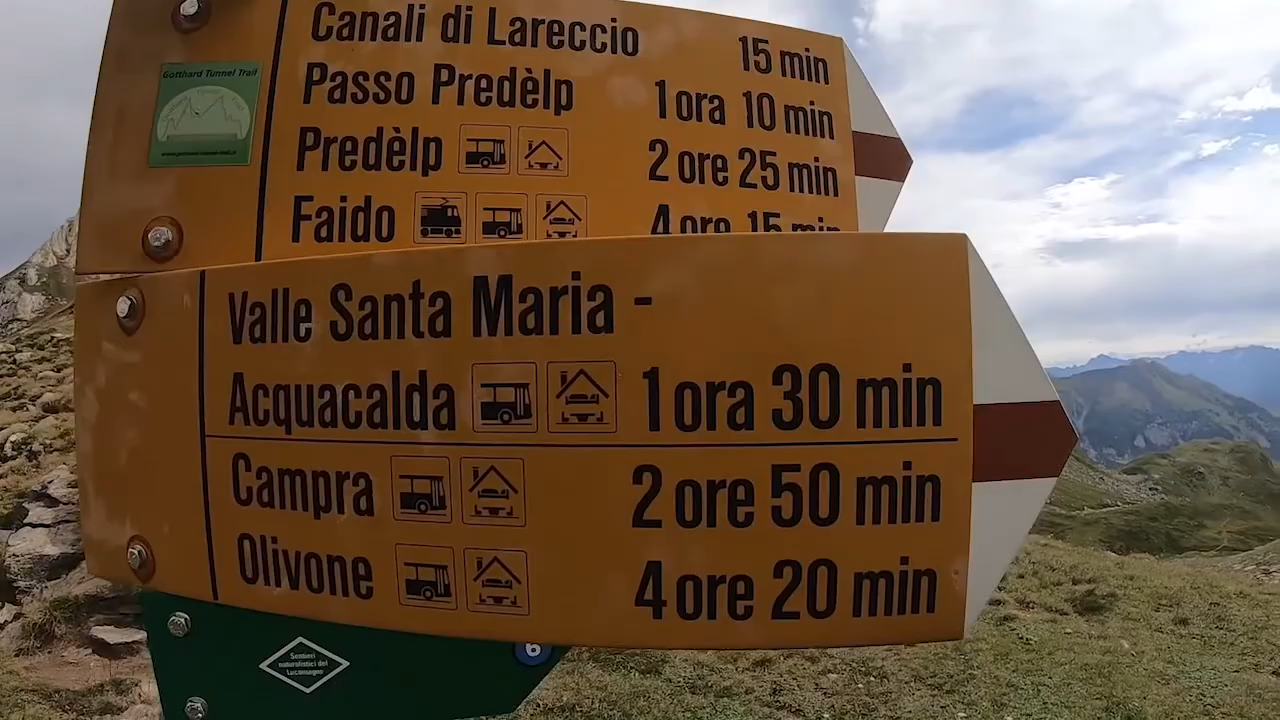 Canali di Lareccio 15 min
Gotthard Tunnel Trail
Passo Predèlp 1 ora 10 min
Predèlp 2 ore 25 min
Faido 4 ore 15 min
Valle Santa Maria -
Acquacalda 1 ora 30 min
Campra 2 ore 50 min
Olivone 4 ore 20 min
Sentieri
naturalistici del
Lucomagno
6